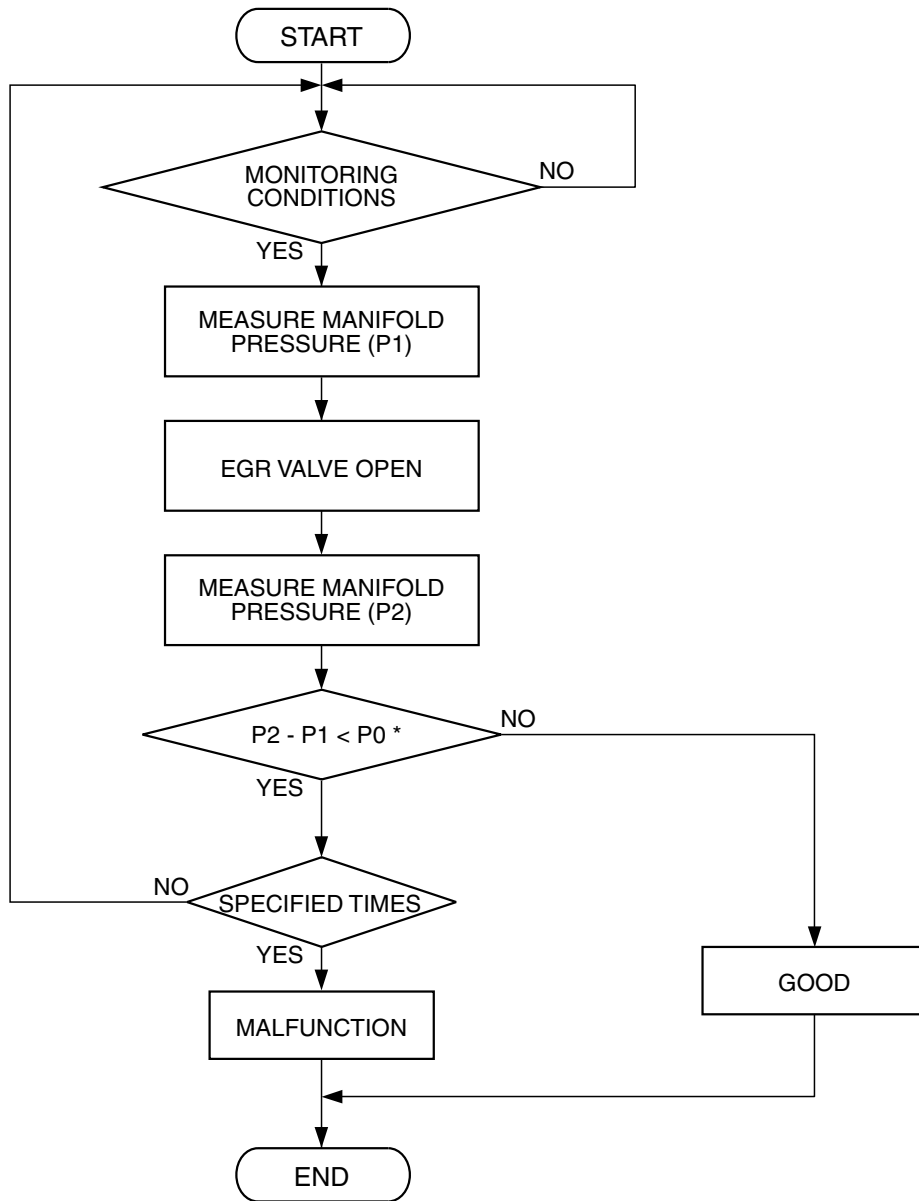 START
MONITORING
CONDITIONS
NO
YES
MEASURE MANIFOLD
PRESSURE (P1)
EGR VALVE OPEN
MEASURE MANIFOLD
PRESSURE (P2)
P2 - P1 < P0 *
NO
YES
NO
SPECIFIED TIMES
YES
GOOD
MALFUNCTION
END